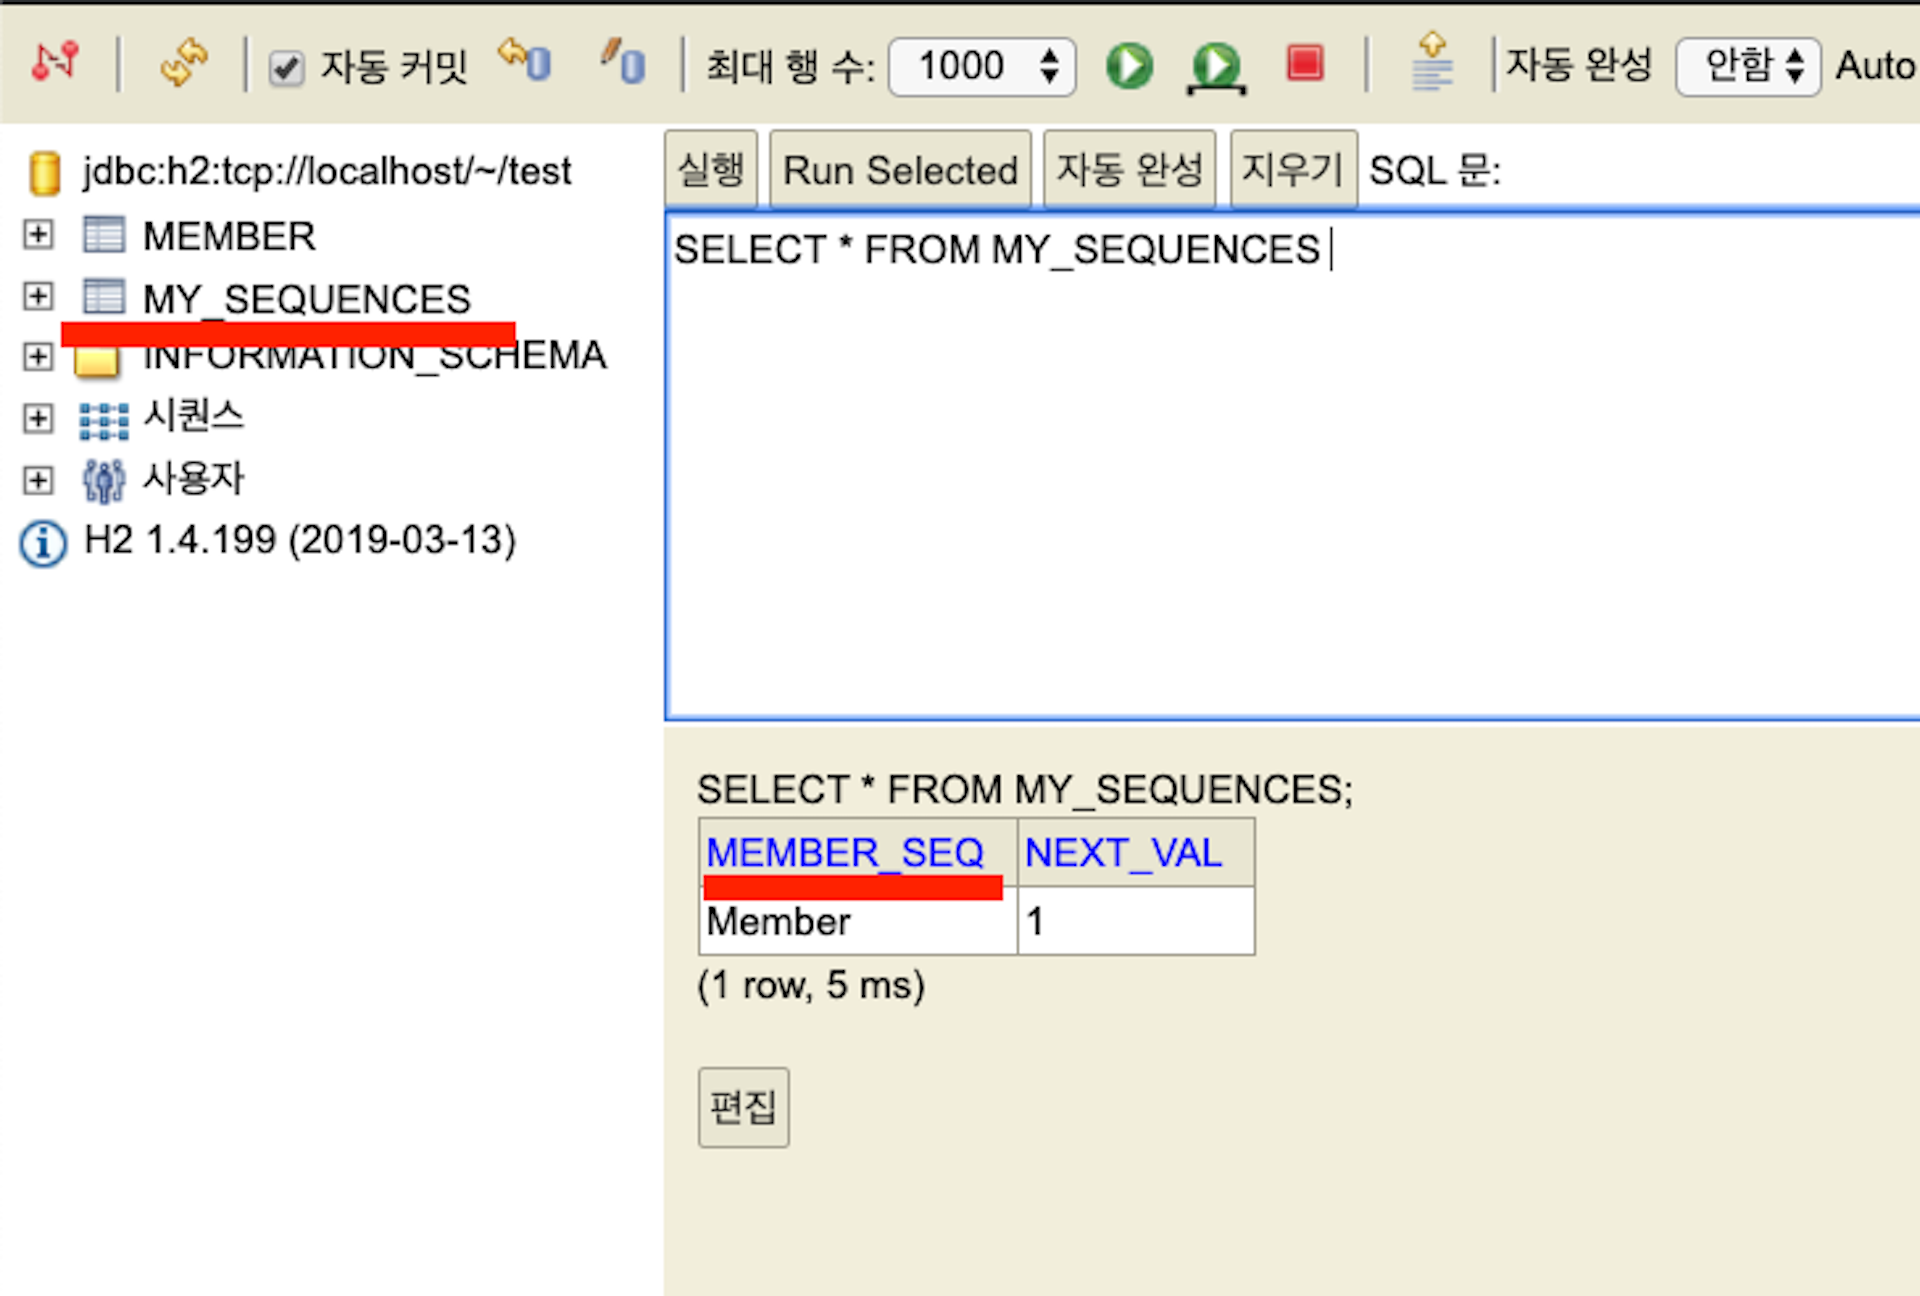 자동 커밋 최대 행 수: 1000 자동 완성 안함 Auto
jdbc:h2:tcp://localhost/~/test
MEMBER
MY_SEQUENCES
INFORMATION_SCHEMA
시퀀스
사용자
H2 1.4.199 (2019-03-13)
실행 Run Selected 자동 완성 지우기 SQL 문:
SELECT * FROM MY_SEQUENCES
SELECT * FROM MY_SEQUENCES;
MEMBER_SEQ NEXT_VAL
Member 1
(1 row, 5 ms)
편집